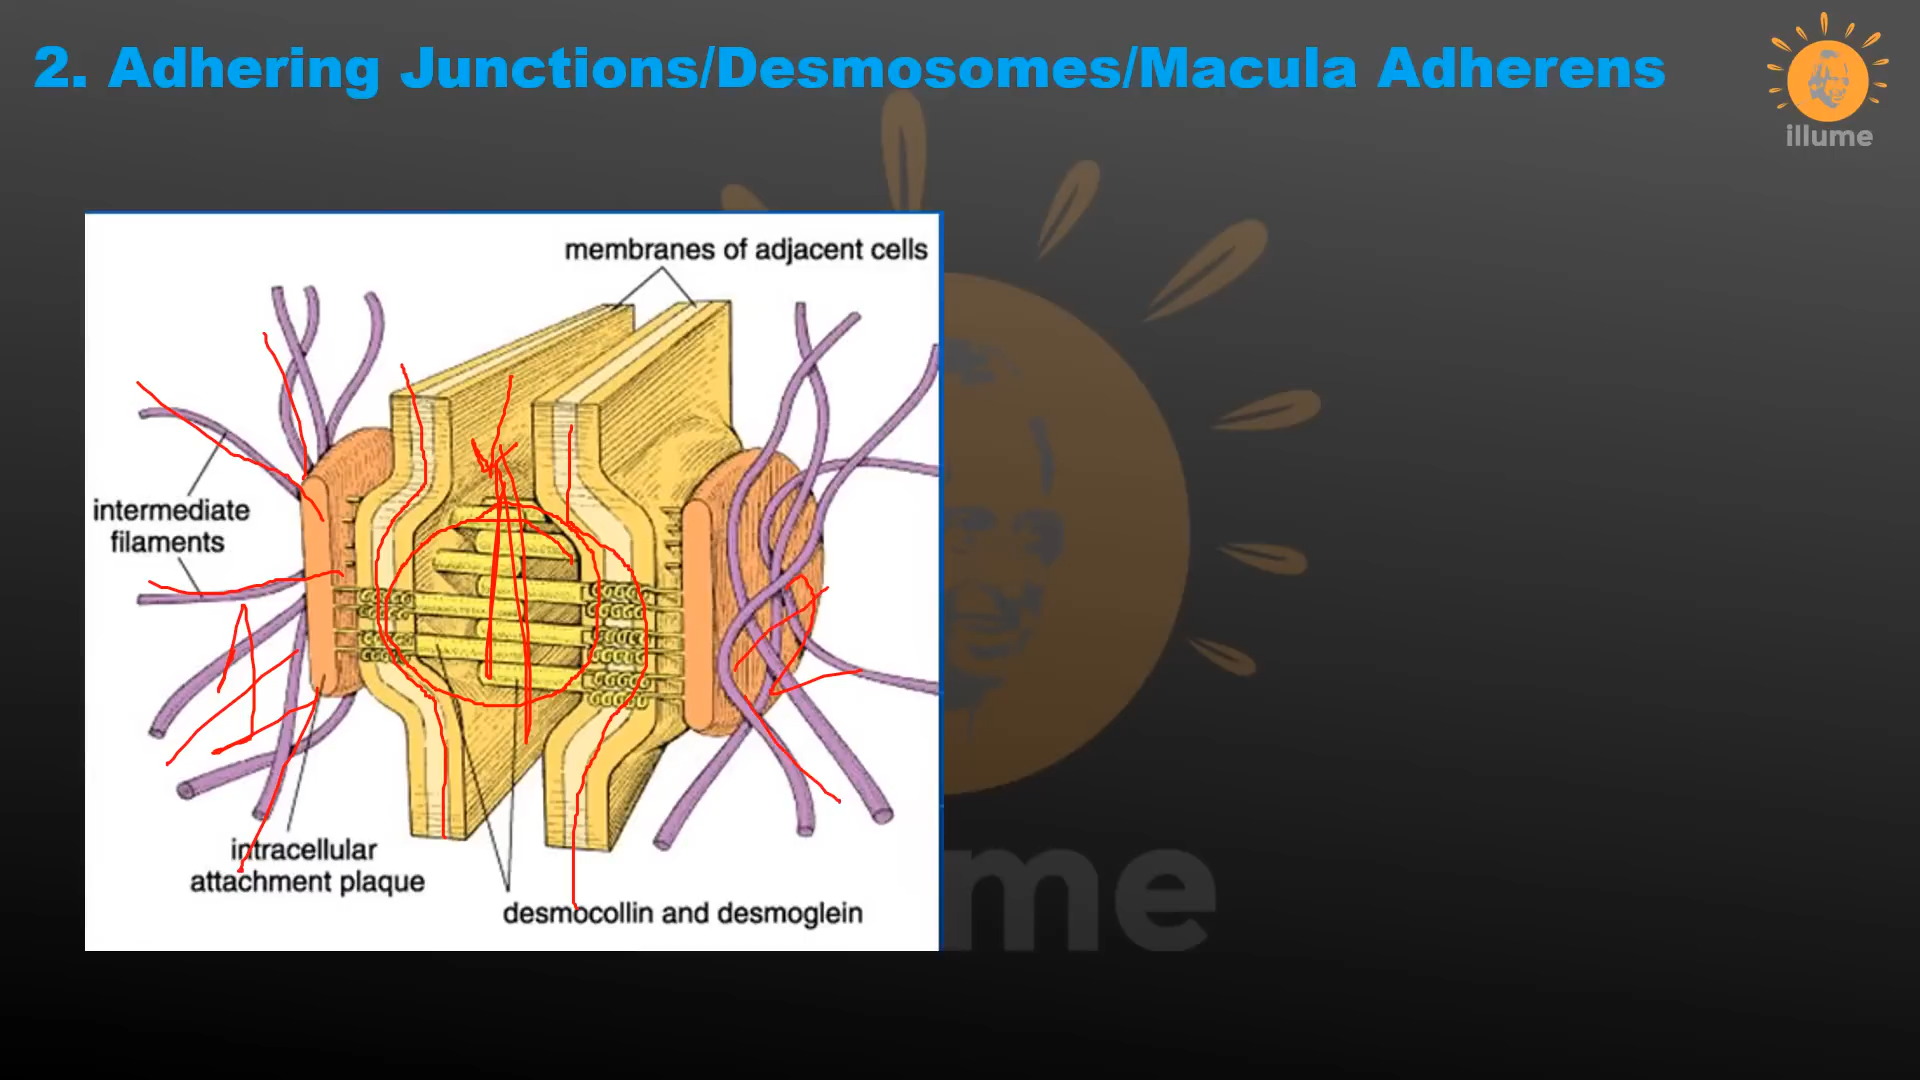 2. Adhering Junctions/Desmosomes/Macula Adherens
illume
membranes of adjacent cells
intermediate
filaments
intracellular
attachment plaque
desmocollin and desmoglein
me